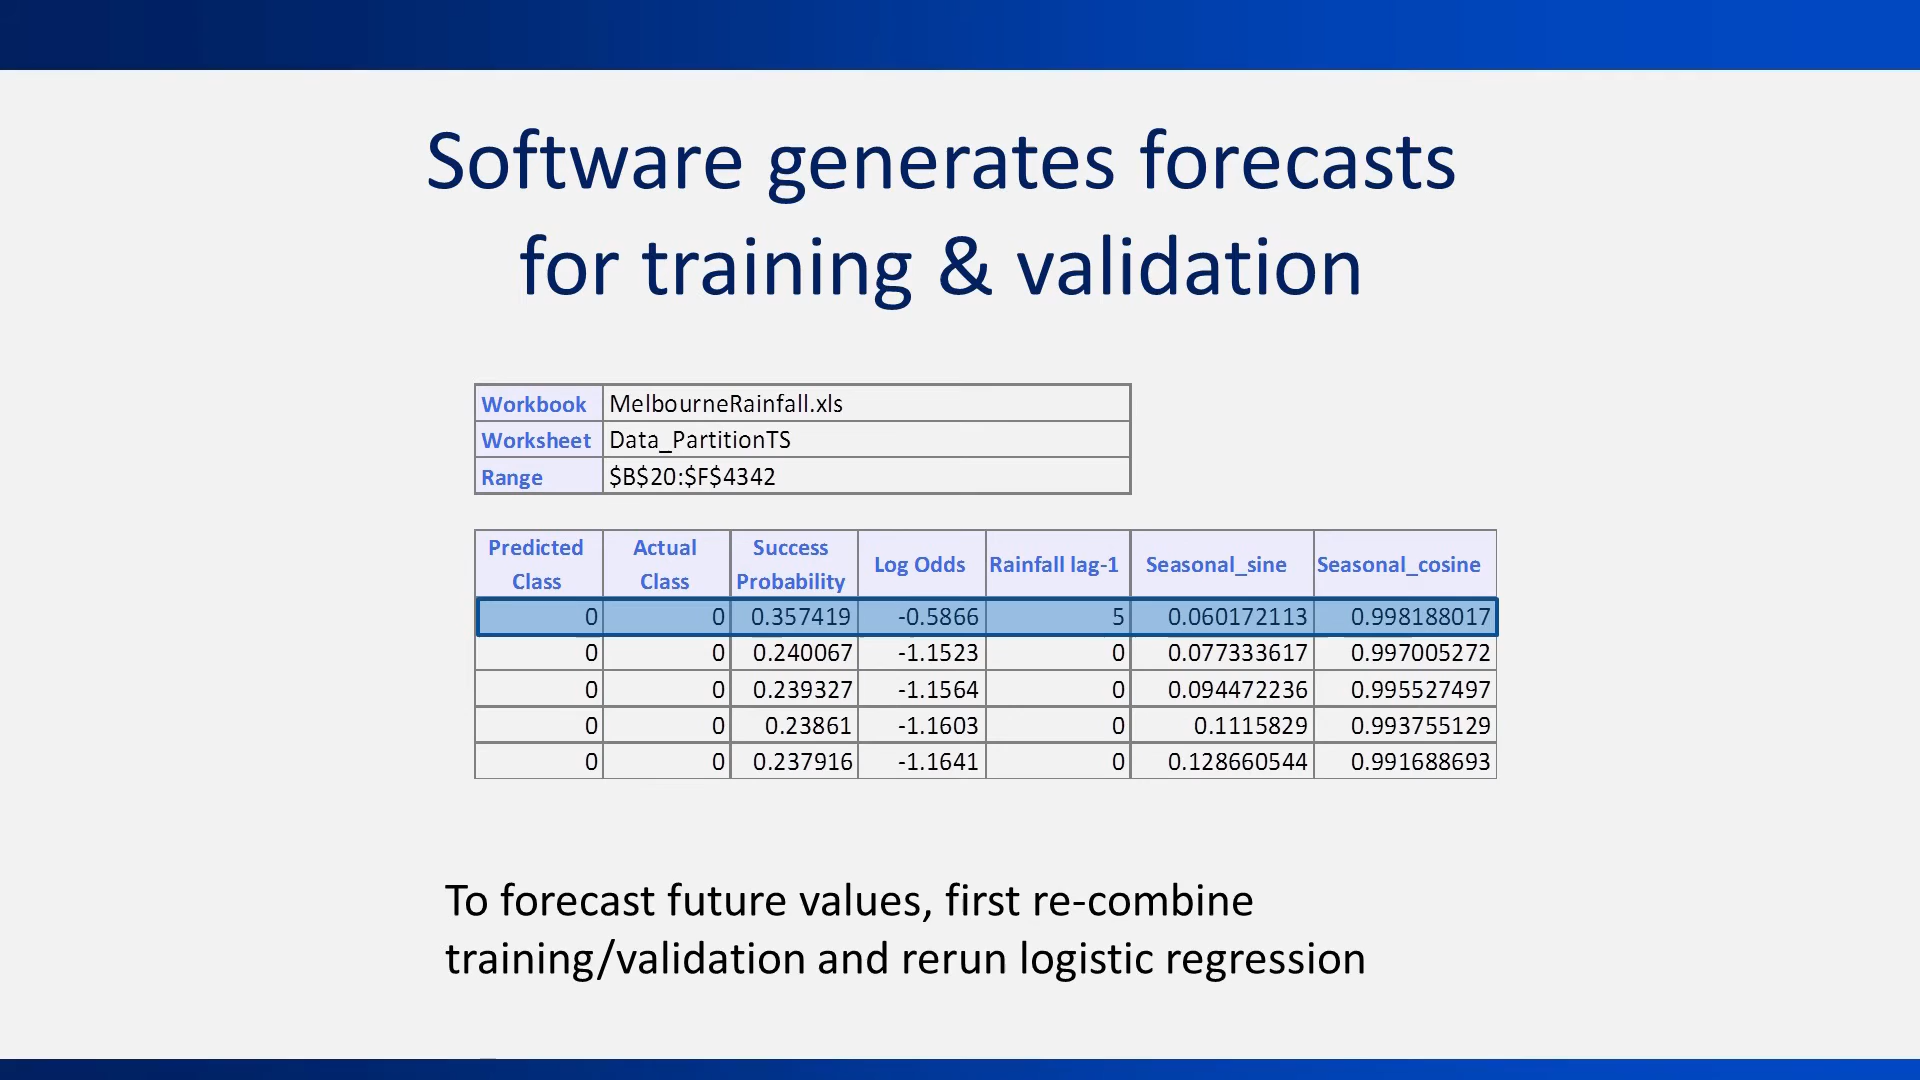 Software generates forecasts
for training & validation
Workbook MelbourneRainfall.xls
Worksheet Data_PartitionTS
Range $B$20:$F$4342
Predicted Class Actual Class Success Probability Log Odds Rainfall lag-1 Seasonal_sine Seasonal_cosine
0 0 0.357419 -0.5866 5 0.060172113 0.998188017
0 0 0.240067 -1.1523 0 0.077333617 0.997005272
0 0 0.239327 -1.1564 0 0.094472236 0.995527497
0 0 0.23861 -1.1603 0 0.1115829 0.993755129
0 0 0.237916 -1.1641 0 0.128660544 0.991688693
To forecast future values, first re-combine
training/validation and rerun logistic regression